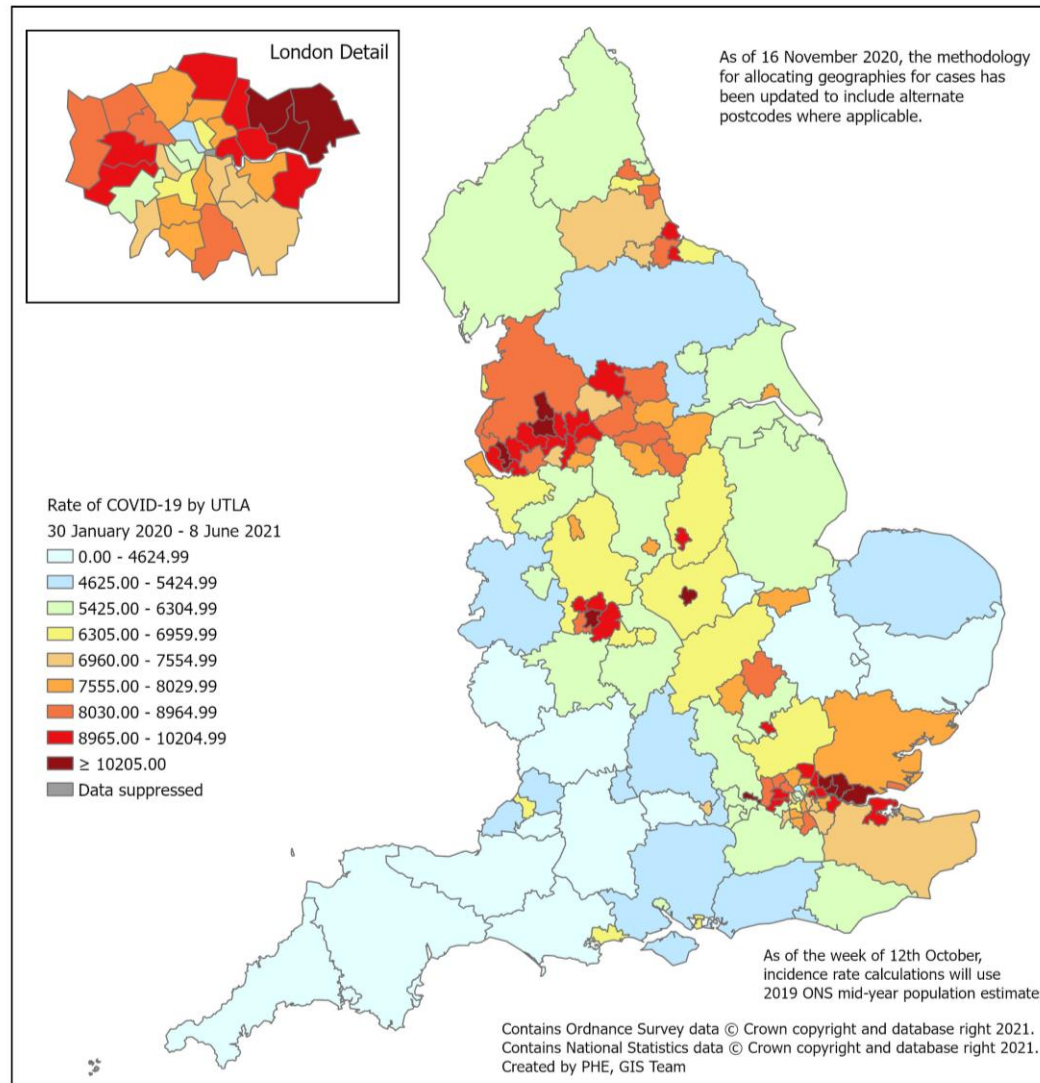 London Detail
As of 16 November 2020, the methodology
for allocating geographies for cases has
been updated to include alternate
postcodes where applicable.
Rate of COVID-19 by UTLA
30 January 2020 - 8 June 2021
0.00 - 4624.99
4625.00 - 5424.99
5425.00 - 6304.99
6305.00 - 6959.99
6960.00 - 7554.99
7555.00 - 8029.99
8030.00 - 8964.99
8965.00 - 10204.99
≥ 10205.00
Data suppressed
As of the week of 12th October,
incidence rate calculations will use
2019 ONS mid-year population estimate
Contains Ordnance Survey data © Crown copyright and database right 2021.
Contains National Statistics data © Crown copyright and database right 2021.
Created by PHE, GIS Team